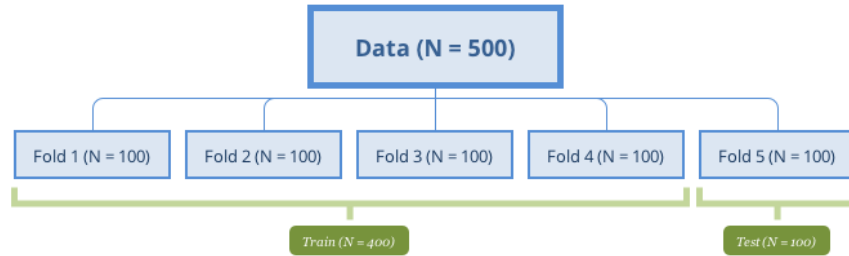 Data (N = 500)
Fold 1 (N = 100)
Fold 2 (N = 100)
Fold 3 (N = 100)
Fold 4 (N = 100)
Fold 5 (N = 100)
Train (N = 400)
Test (N = 100)